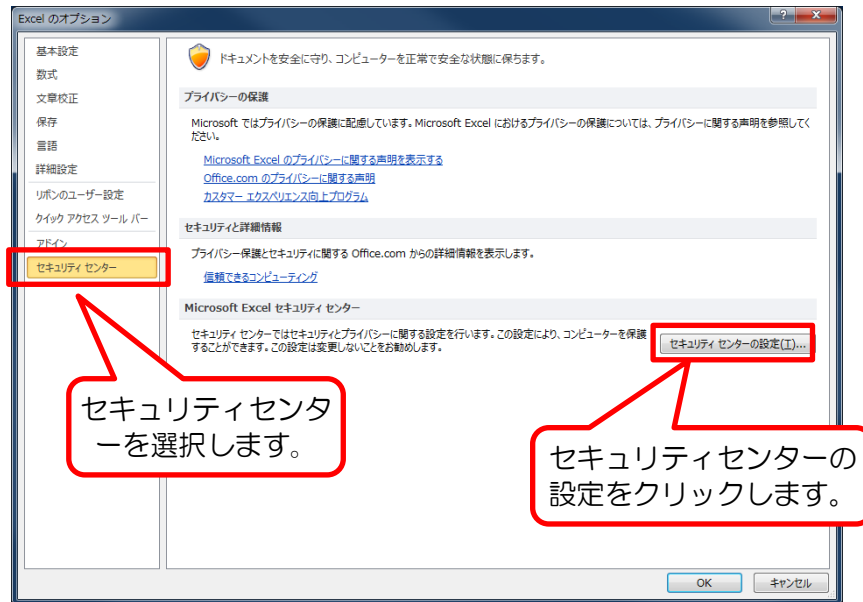 Excel のオプション
基本設定
数式
文章校正
保存
言語
詳細設定
リボンのユーザー設定
クイック アクセス ツール バー
アドイン
セキュリティ センター
ドキュメントを安全に守り、コンピューターを正常で安全な状態に保ちます。
プライバシーの保護
Microsoft ではプライバシーの保護に配慮しています。Microsoft Excel におけるプライバシーの保護については、プライバシーに関する声明を参照してく
ださい。
Microsoft Excel のプライバシーに関する声明を表示する
Office.com のプライバシーに関する声明
カスタマー エクスペリエンス向上プログラム
セキュリティと詳細情報
プライバシー保護とセキュリティに関する Office.com からの詳細情報を表示します。
信頼できるコンピューティング
Microsoft Excel セキュリティ センター
セキュリティ センターではセキュリティとプライバシーに関する設定を行います。この設定により、コンピューターを保護
することができます。この設定は変更しないことをお勧めします。
セキュリティ センターの設定(T)...
セキュリティセンタ
ーを選択します。
セキュリティセンターの
設定をクリックします。
OK
キャンセル